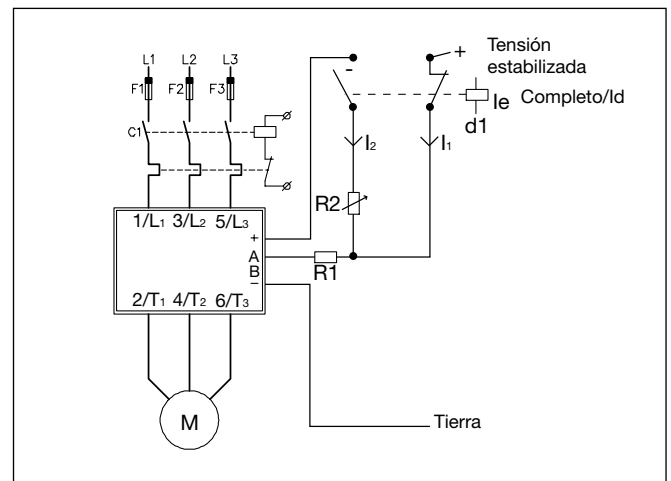 L1 L2 L3
F1 F2 F3
C1
+
-
Tensión
estabilizada
Ie Completo/Id
d1
I2 I1
R2
1/L1 3/L2 5/L3
+
A
B
−
R1
2/T1 4/T2 6/T3
M
Tierra